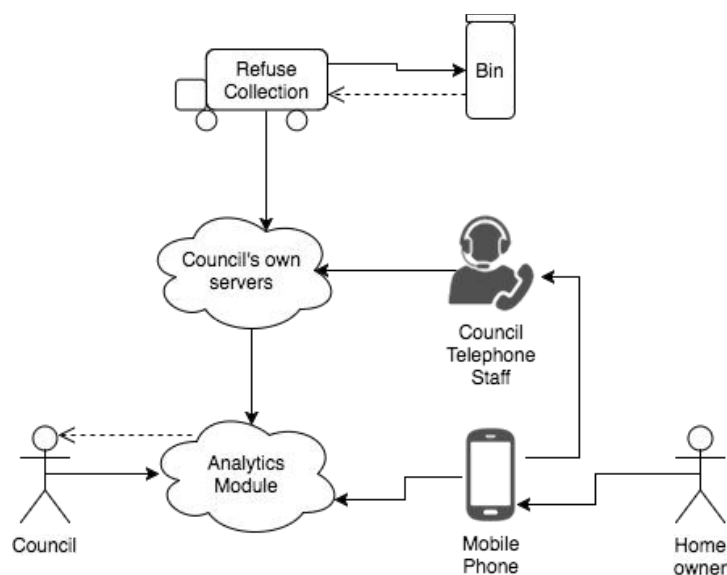 Refuse
Collection
Bin
Council's own
servers
Council
Telephone
Staff
Analytics
Module
Council
Mobile
Phone
Home
owner